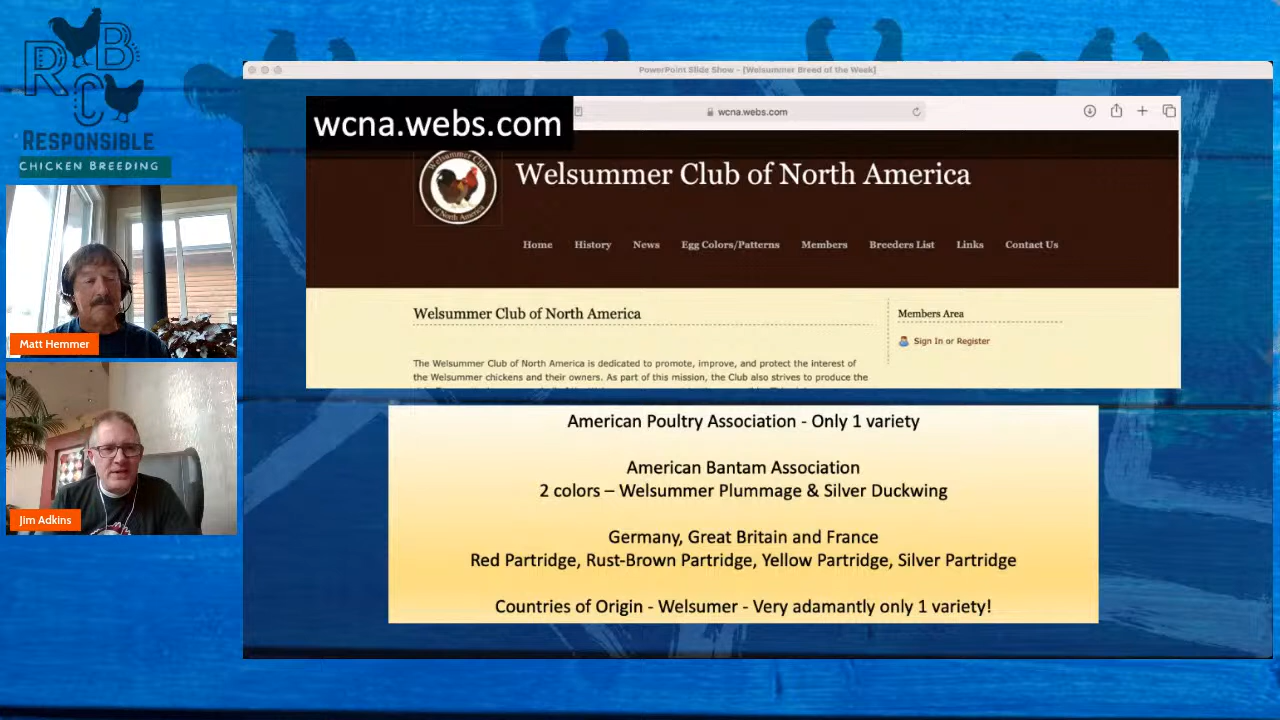 RBC
RESPONSIBLE
CHICKEN BREEDING
Matt Hemmer
Jim Adkins
PowerPoint Slide Show - [Welsummer Breed of the Week]
wcna.webs.com
wcna.webs.com
Welsummer Club
of North America
Welsummer Club of North America
Home History News Egg Colors/Patterns Members Breeders List Links Contact Us
Welsummer Club of North America
Members Area
Sign In or Register
The Welsummer Club of North America is dedicated to promote, improve, and protect the interest of
the Welsummer chickens and their owners. As part of this mission, the Club also strives to produce the
American Poultry Association - Only 1 variety
American Bantam Association
2 colors – Welsummer Plummage & Silver Duckwing
Germany, Great Britain and France
Red Partridge, Rust-Brown Partridge, Yellow Partridge, Silver Partridge
Countries of Origin - Welsumer - Very adamantly only 1 variety!